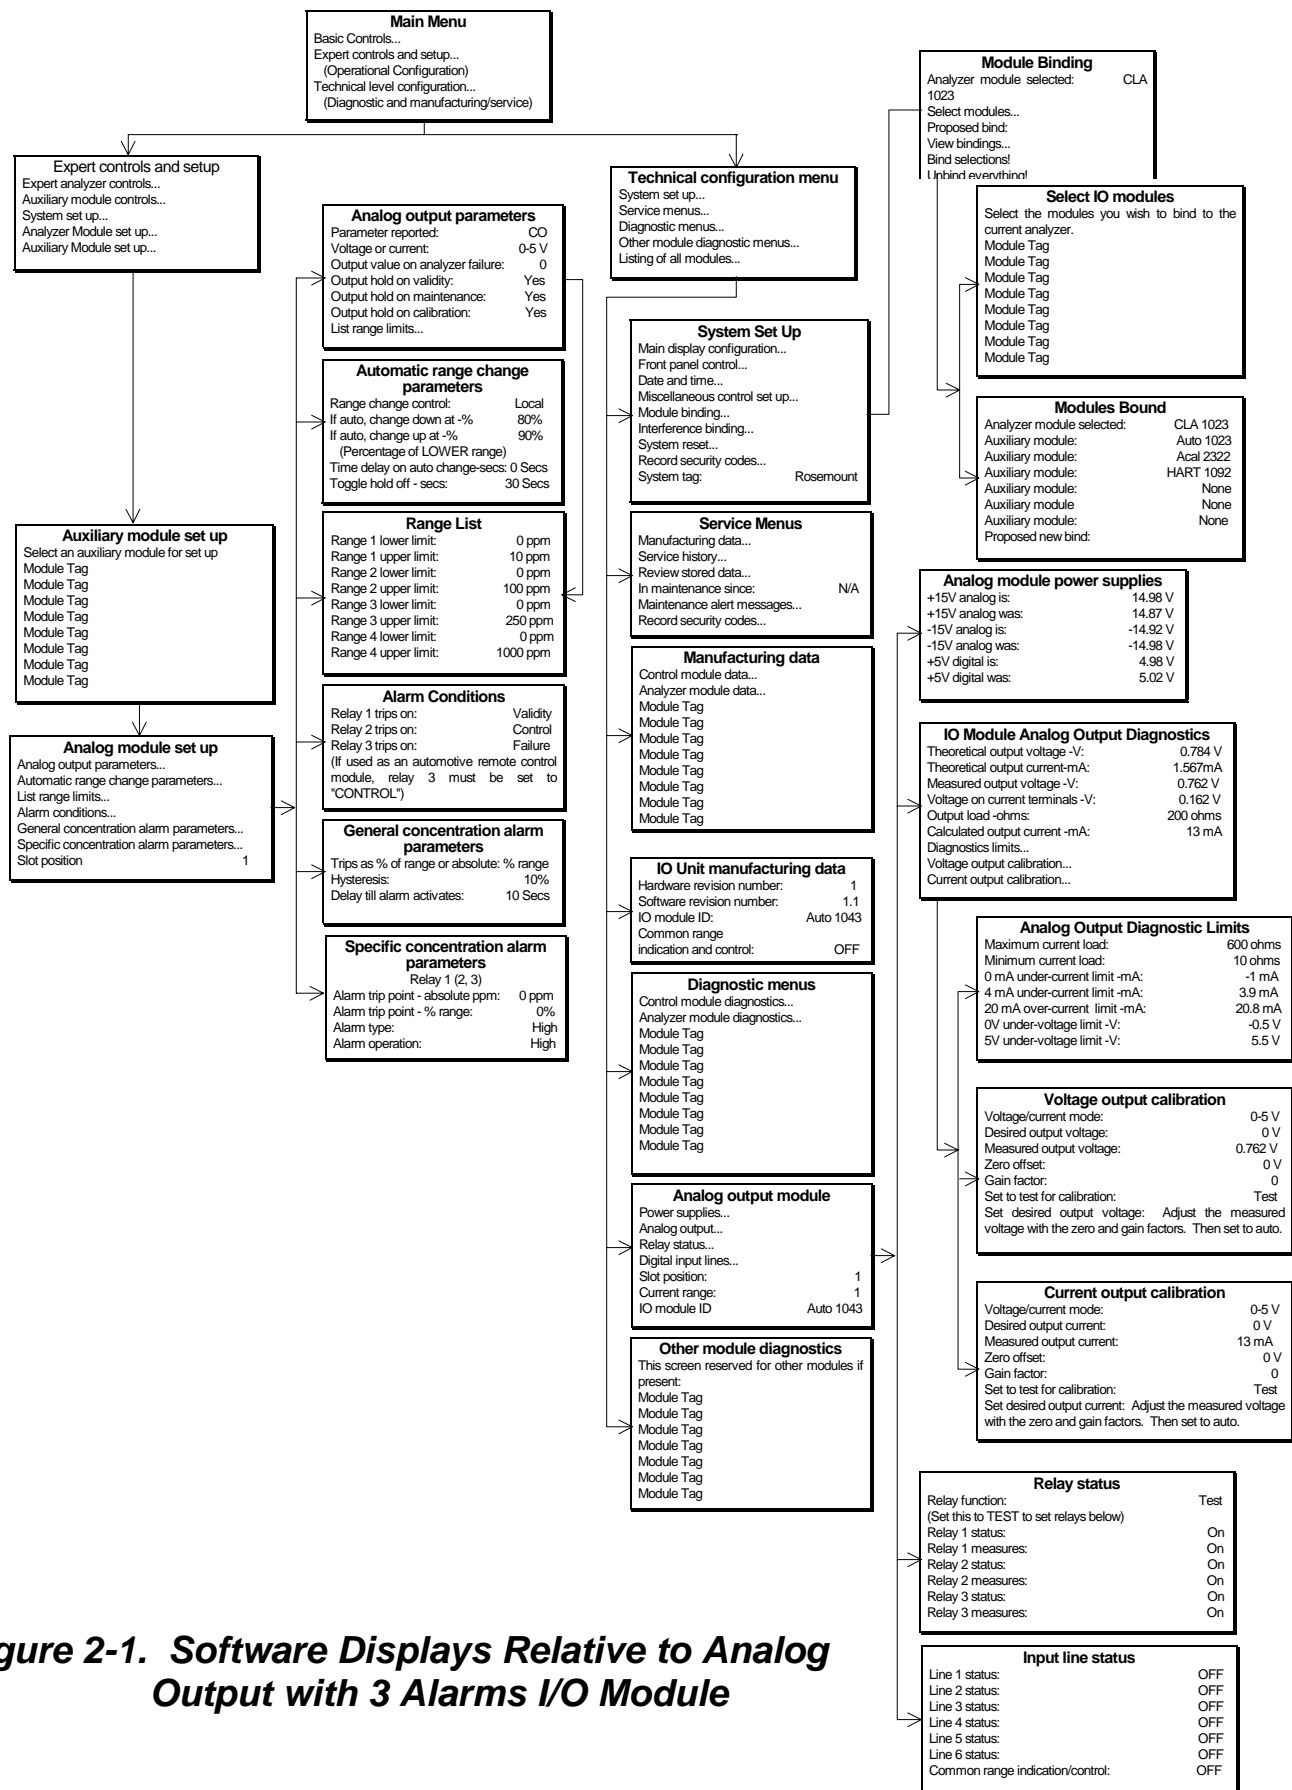 Main Menu
Basic Controls...
Expert controls and setup...
(Operational Configuration)
Technical level configuration...
(Diagnostic and manufacturing/service)
Expert controls and setup
Expert analyzer controls...
Auxiliary module controls...
System set up...
Analyzer Module set up...
Auxiliary Module set up...
Auxiliary module set up
Select an auxiliary module for set up
Module Tag
Module Tag
Module Tag
Module Tag
Module Tag
Module Tag
Module Tag
Module Tag
Analog module set up
Analog output parameters...
Automatic range change parameters...
List range limits...
Alarm conditions...
General concentration alarm parameters...
Specific concentration alarm parameters...
Slot position 1
Analog output parameters
Parameter reported: CO
Voltage or current: 0-5 V
Output value on analyzer failure: 0
Output hold on validity: Yes
Output hold on maintenance: Yes
Output hold on calibration: Yes
List range limits...
Automatic range change
parameters
Range change control: Local
If auto, change down at -% 80%
If auto, change up at -% 90%
(Percentage of LOWER range)
Time delay on auto change-secs: 0 Secs
Toggle hold off - secs: 30 Secs
Range List
Range 1 lower limit: 0 ppm
Range 1 upper limit: 10 ppm
Range 2 lower limit: 0 ppm
Range 2 upper limit: 100 ppm
Range 3 lower limit: 0 ppm
Range 3 upper limit: 250 ppm
Range 4 lower limit: 0 ppm
Range 4 upper limit: 1000 ppm
Alarm Conditions
Relay 1 trips on: Validity
Relay 2 trips on: Control
Relay 3 trips on: Failure
(If used as an automotive remote control
module, relay 3 must be set to
"CONTROL")
General concentration alarm
parameters
Trips as % of range or absolute: % range
Hysteresis: 10%
Delay till alarm activates: 10 Secs
Specific concentration alarm
parameters
Relay 1 (2, 3)
Alarm trip point - absolute ppm: 0 ppm
Alarm trip point - % range: 0%
Alarm type: High
Alarm operation: High
Technical configuration menu
System set up...
Service menus...
Diagnostic menus...
Other module diagnostic menus...
Listing of all modules...
System Set Up
Main display configuration...
Front panel control...
Date and time...
Miscellaneous control set up...
Module binding...
Interference binding...
System reset...
Record security codes...
System tag: Rosemount
Service Menus
Manufacturing data...
Service history...
Review stored data...
In maintenance since: N/A
Maintenance alert messages...
Record security codes...
Manufacturing data
Control module data...
Analyzer module data...
Module Tag
Module Tag
Module Tag
Module Tag
Module Tag
Module Tag
Module Tag
Module Tag
IO Unit manufacturing data
Hardware revision number: 1
Software revision number: 1.1
IO module ID: Auto 1043
Common range
indication and control: OFF
Diagnostic menus
Control module diagnostics...
Analyzer module diagnostics...
Module Tag
Module Tag
Module Tag
Module Tag
Module Tag
Module Tag
Module Tag
Module Tag
Analog output module
Power supplies...
Analog output...
Relay status...
Digital input lines...
Slot position: 1
Current range: 1
IO module ID Auto 1043
Other module diagnostics
This screen reserved for other modules if
present:
Module Tag
Module Tag
Module Tag
Module Tag
Module Tag
Module Tag
Module Tag
Module Binding
Analyzer module selected: CLA
1023
Select modules...
Proposed bind:
View bindings...
Bind selections!
Unbind everything!
Select IO modules
Select the modules you wish to bind to the
current analyzer.
Module Tag
Module Tag
Module Tag
Module Tag
Module Tag
Module Tag
Module Tag
Module Tag
Modules Bound
Analyzer module selected: CLA 1023
Auxiliary module: Auto 1023
Auxiliary module: Acal 2322
Auxiliary module: HART 1092
Auxiliary module: None
Auxiliary module None
Auxiliary module: None
Proposed new bind:
Analog module power supplies
+15V analog is: 14.98 V
+15V analog was: 14.87 V
-15V analog is: -14.92 V
-15V analog was: -14.98 V
+5V digital is: 4.98 V
+5V digital was: 5.02 V
IO Module Analog Output Diagnostics
Theoretical output voltage -V: 0.784 V
Theoretical output current-mA: 1.567mA
Measured output voltage -V: 0.762 V
Voltage on current terminals -V: 0.162 V
Output load -ohms: 200 ohms
Calculated output current -mA: 13 mA
Diagnostics limits...
Voltage output calibration...
Current output calibration...
Analog Output Diagnostic Limits
Maximum current load: 600 ohms
Minimum current load: 10 ohms
0 mA under-current limit -mA: -1 mA
4 mA under-current limit -mA: 3.9 mA
20 mA over-current limit -mA: 20.8 mA
0V under-voltage limit -V: -0.5 V
5V under-voltage limit -V: 5.5 V
Voltage output calibration
Voltage/current mode: 0-5 V
Desired output voltage: 0 V
Measured output voltage: 0.762 V
Zero offset: 0 V
Gain factor: 0
Set to test for calibration: Test
Set desired output voltage: Adjust the measured
voltage with the zero and gain factors. Then set to auto.
Current output calibration
Voltage/current mode: 0-5 V
Desired output current: 0 V
Measured output current: 13 mA
Zero offset: 0 V
Gain factor: 0
Set to test for calibration: Test
Set desired output current: Adjust the measured voltage
with the zero and gain factors. Then set to auto.
Relay status
Relay function: Test
(Set this to TEST to set relays below)
Relay 1 status: On
Relay 1 measures: On
Relay 2 status: On
Relay 2 measures: On
Relay 3 status: On
Relay 3 measures: On
Input line status
Line 1 status: OFF
Line 2 status: OFF
Line 3 status: OFF
Line 4 status: OFF
Line 5 status: OFF
Line 6 status: OFF
Common range indication/control: OFF
gure 2-1. Software Displays Relative to Analog
Output with 3 Alarms I/O Module